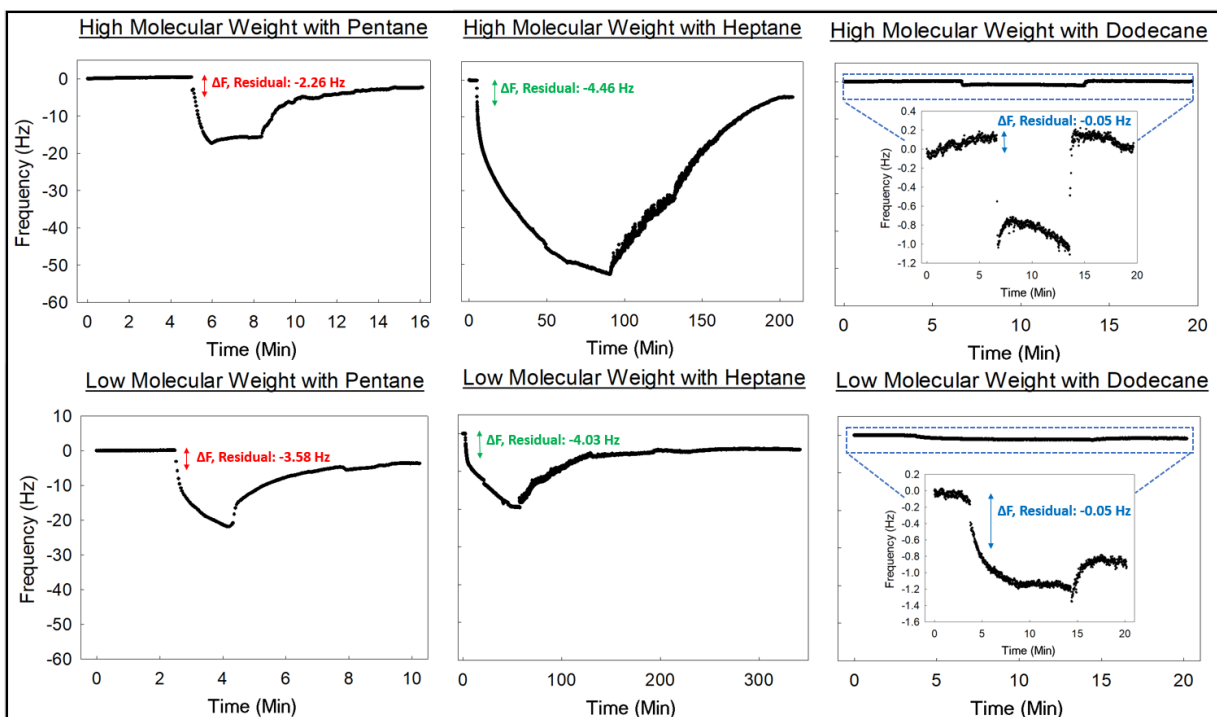 High Molecular Weight with Pentane
ΔF, Residual: -2.26 Hz
Frequency (Hz)
0
-10
-20
-30
-40
-50
-60
0 2 4 6 8 10 12 14 16
Time (Min)
High Molecular Weight with Heptane
ΔF, Residual: -4.46 Hz
0
-10
-20
-30
-40
-50
-60
0 50 100 150 200
Time (Min)
High Molecular Weight with Dodecane
ΔF, Residual: -0.05 Hz
Frequency (Hz)
0.4
0.2
0.0
-0.2
-0.4
-0.6
-0.8
-1.0
-1.2
0 5 10 15 20
Time (Min)
0 5 10 15 20
Time (Min)
Low Molecular Weight with Pentane
ΔF, Residual: -3.58 Hz
Frequency (Hz)
10
0
-10
-20
-30
-40
-50
-60
0 2 4 6 8 10
Time (Min)
Low Molecular Weight with Heptane
ΔF, Residual: -4.03 Hz
0 100 200 300
Time (Min)
Low Molecular Weight with Dodecane
ΔF, Residual: -0.05 Hz
Frequency (Hz)
0.2
0.0
-0.2
-0.4
-0.6
-0.8
-1.0
-1.2
-1.4
-1.6
0 5 10 15 20
Time (Min)
0 5 10 15 20
Time (Min)